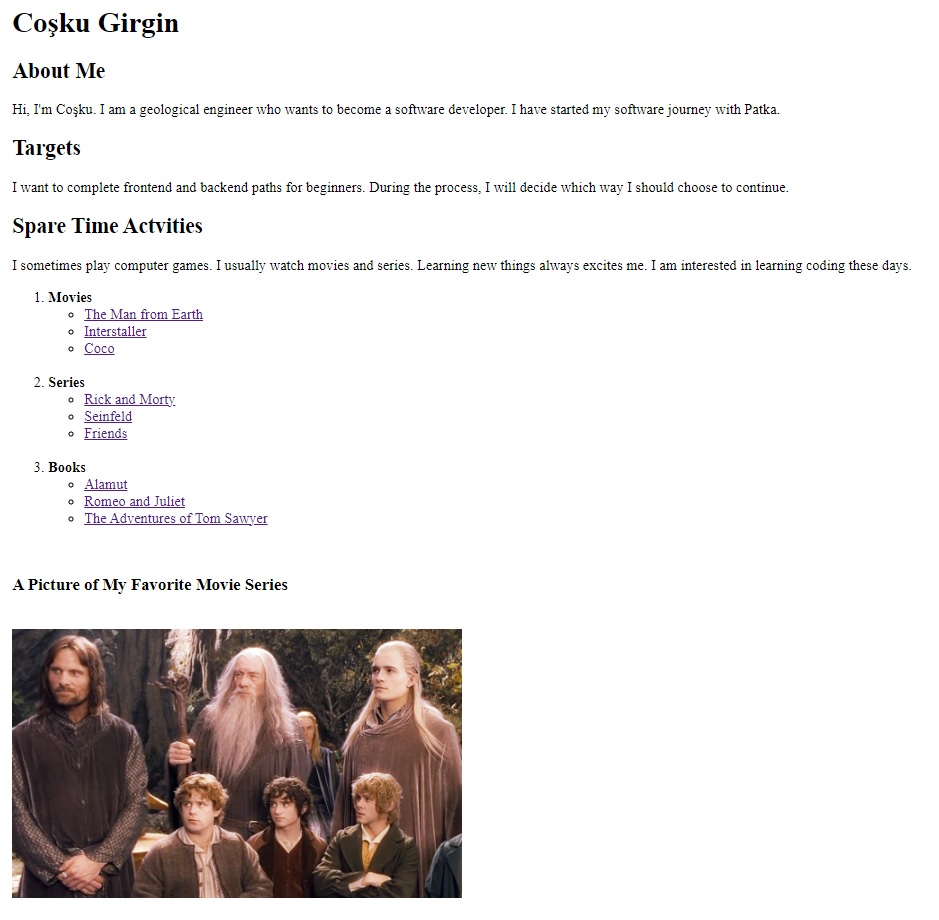 Coşku Girgin
About Me
Hi, I'm Coşku. I am a geological engineer who wants to become a software developer. I have started my software journey with Patka.
Targets
I want to complete frontend and backend paths for beginners. During the process, I will decide which way I should choose to continue.
Spare Time Actvities
I sometimes play computer games. I usually watch movies and series. Learning new things always excites me. I am interested in learning coding these days.
1. Movies
The Man from Earth
Interstaller
Coco
2. Series
Rick and Morty
Seinfeld
Friends
3. Books
Alamut
Romeo and Juliet
The Adventures of Tom Sawyer
A Picture of My Favorite Movie Series